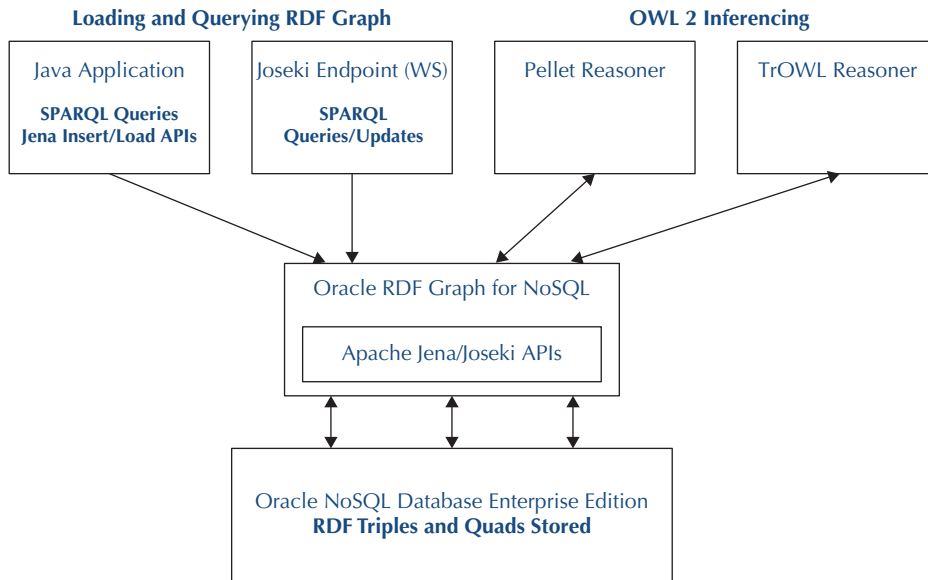 Loading and Querying RDF Graph
OWL 2 Inferencing
Java Application
SPARQL Queries
Jena Insert/Load APIs
Joseki Endpoint (WS)
SPARQL
Queries/Updates
Pellet Reasoner
TrOWL Reasoner
Oracle RDF Graph for NoSQL
Apache Jena/Joseki APIs
Oracle NoSQL Database Enterprise Edition
RDF Triples and Quads Stored